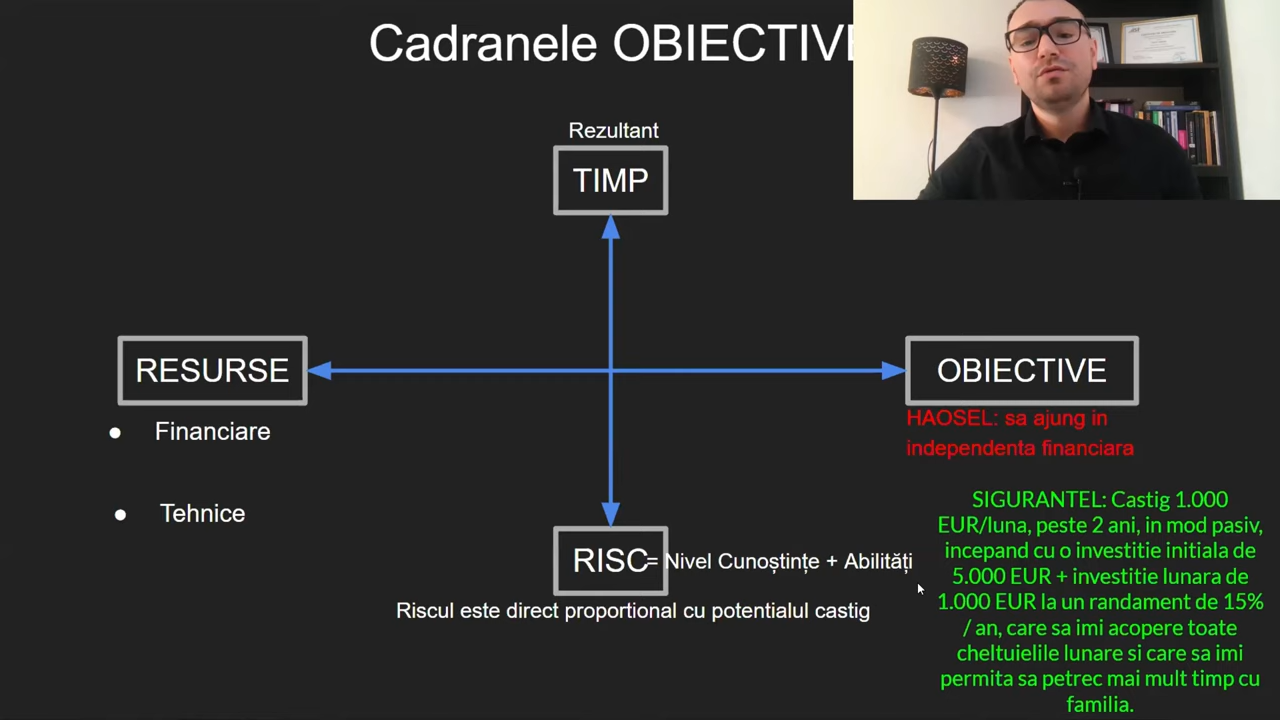 Cadranele OBIECTIVE
Rezultant
TIMP
RESURSE
OBIECTIVE
Financiare
Tehnice
HAOSEL: sa ajung in
independenta financiara
RISC= Nivel Cunoștințe + Abilități
Riscul este direct proportional cu potentialul castig
SIGURANTEL: Castig 1.000
EUR/luna, peste 2 ani, in mod pasiv,
incepand cu o investitie initiala de
5.000 EUR + investitie lunara de
1.000 EUR la un randament de 15%
/ an, care sa imi acopere toate
cheltuielile lunare si care sa imi
permita sa petrec mai mult timp cu
familia.